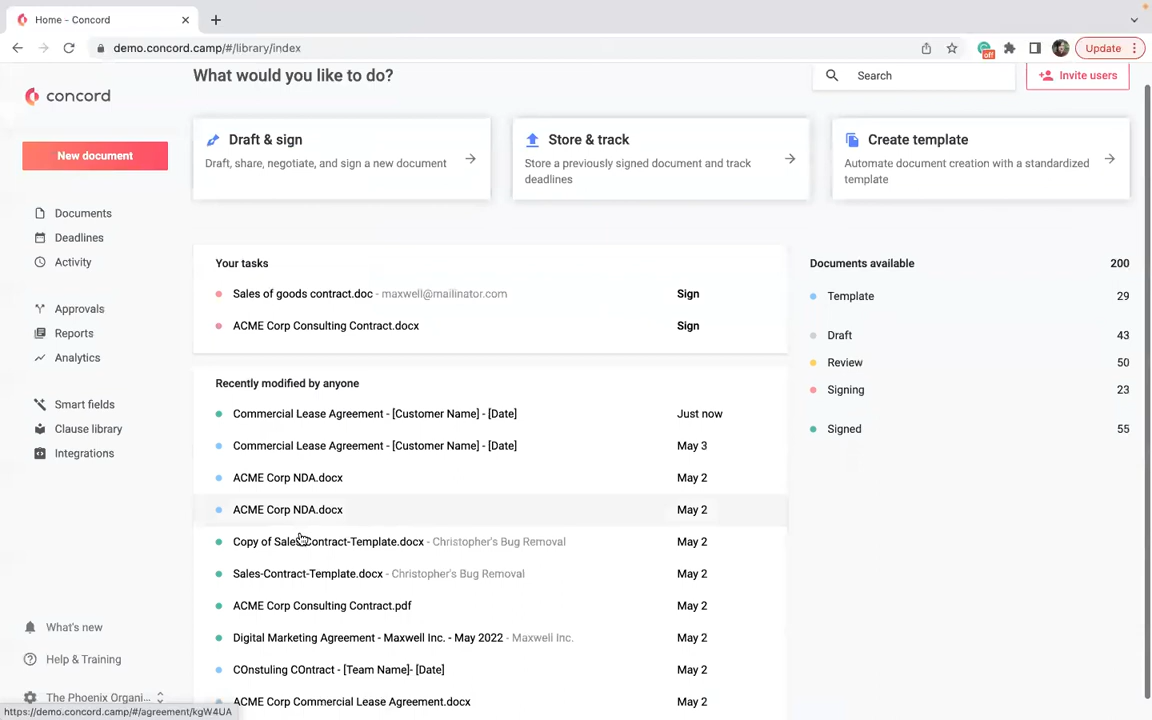 Home - Concord
demo.concord.camp/#/library/index
Update
off
What would you like to do?
Search
Invite users
concord
New document
Draft & sign
Draft, share, negotiate, and sign a new document
Store & track
Store a previously signed document and track
deadlines
Create template
Automate document creation with a standardized
template
Documents
Deadlines
Activity
Approvals
Reports
Analytics
Smart fields
Clause library
Integrations
What's new
Help & Training
The Phoenix Organi...
Your tasks
Sales of goods contract.doc - maxwell@mailinator.com Sign
ACME Corp Consulting Contract.docx Sign
Recently modified by anyone
Commercial Lease Agreement - [Customer Name] - [Date] Just now
Commercial Lease Agreement - [Customer Name] - [Date] May 3
ACME Corp NDA.docx May 2
ACME Corp NDA.docx May 2
Copy of Sales-Contract-Template.docx - Christopher's Bug Removal May 2
Sales-Contract-Template.docx - Christopher's Bug Removal May 2
ACME Corp Consulting Contract.pdf May 2
Digital Marketing Agreement - Maxwell Inc. - May 2022 - Maxwell Inc. May 2
COnstuling COntract - [Team Name]- [Date] May 2
ACME Corp Commercial Lease Agreement.docx May 2
Documents available 200
Template 29
Draft 43
Review 50
Signing 23
Signed 55
https://demo.concord.camp/#/agreement/kgW4UA